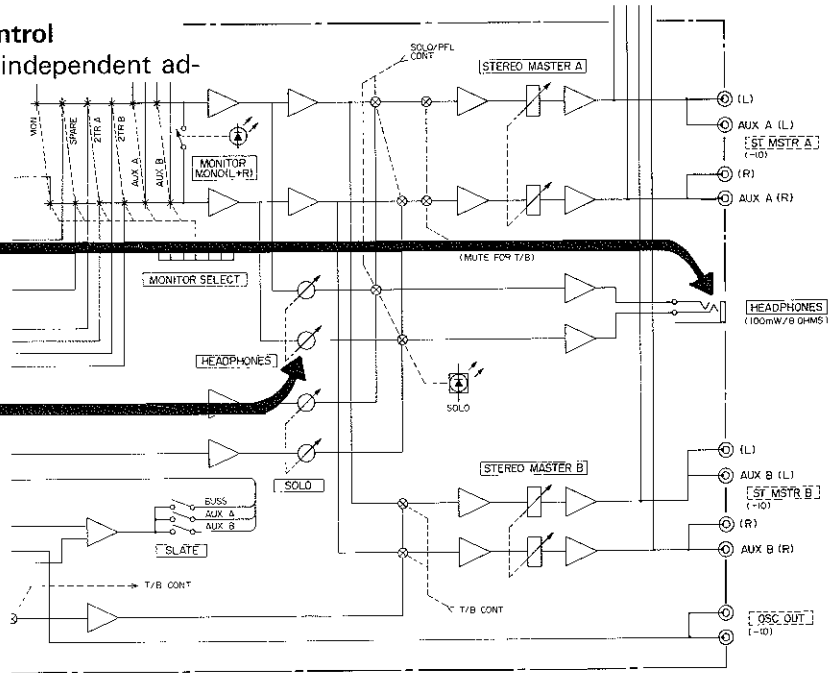 ntrol
independent ad-
SOLO/PFL
CONT
STEREO MASTER A
MON
SPARE
2TR A
2TR B
AUX A
AUX B
MONITOR
MONO(L+R)
(L)
AUX A (L)
ST MSTR A
(-10)
(R)
AUX A (R)
(MUTE FOR T/B)
MONITOR SELECT
HEADPHONES
(100mW/8 OHMS)
HEADPHONES
SOLO
SOLO
STEREO MASTER B
(L)
AUX B (L)
ST MSTR B
(-10)
(R)
AUX B (R)
BUSS
AUX A
AUX B
SLATE
T/B CONT
T/B CONT
OSC OUT
(-10)